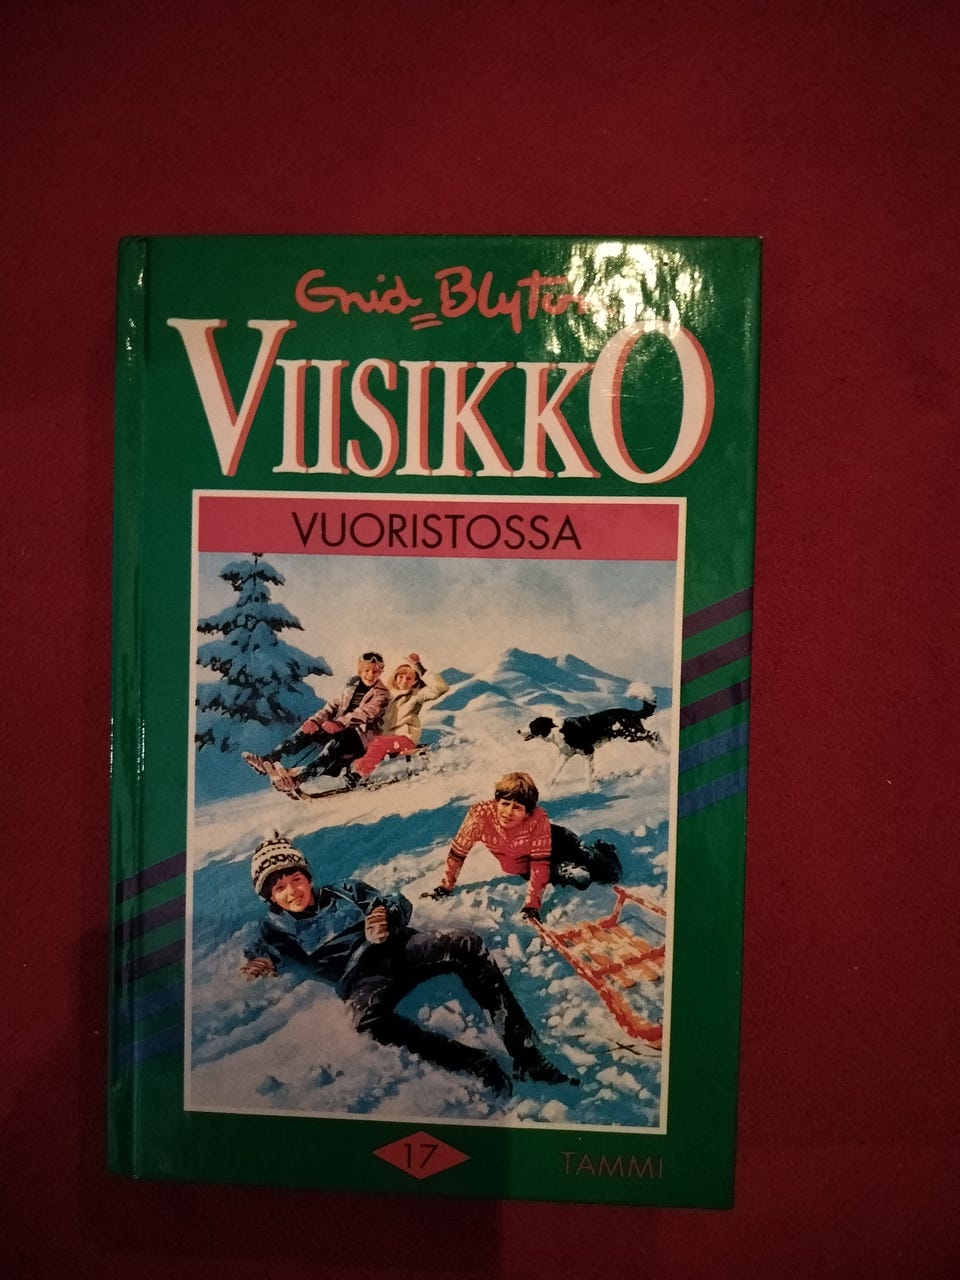 Enid Blyton
VIISIKKO
VUORISTOSSA
17
TAMMI